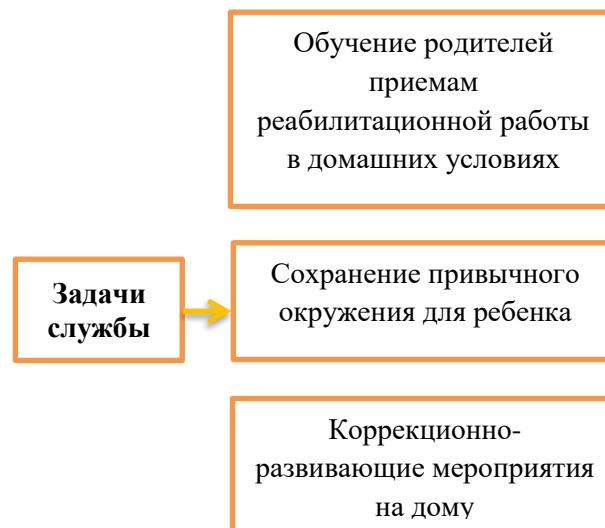 Обучение родителей
приемам
реабилитационной работы
в домашних условиях
Задачи
службы
Сохранение привычного
окружения для ребенка
Коррекционно-
развивающие мероприятия
на дому